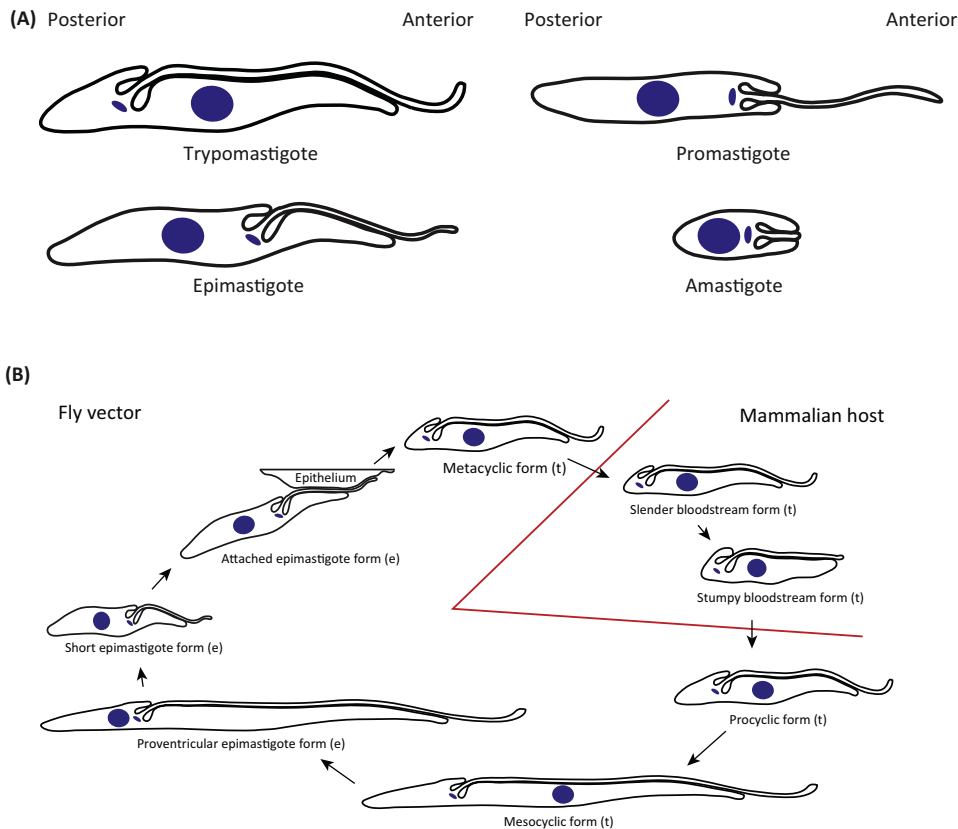 (A) Posterior Anterior Posterior Anterior
Trypomastigote Promastigote
Epimastigote Amastigote
(B)
Fly vector Mammalian host
Metacyclic form (t)
Epithelium
Slender bloodstream form (t)
Attached epimastigote form (e)
Stumpy bloodstream form (t)
Short epimastigote form (e)
Procyclic form (t)
Proventricular epimastigote form (e)
Mesocyclic form (t)